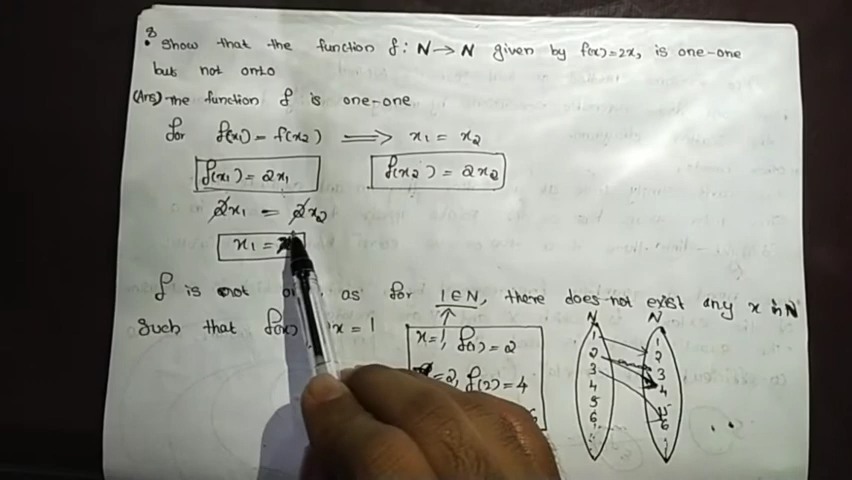 8. Show that the function f: N→N given by f(x)=2x, is one-one
but not onto
(Ans) The function f is one-one
for f(x1) = f(x2) ⟹ x1 = x2
f(x1) = 2x1 f(x2) = 2x2
2x1 = 2x2
x1 =
f is not as for 1∈N, there does not exist any x in N
Such that f(x) x = 1
x=1, f(1)=2
=2, f(2)=4
6
N N
1 1
2 2
3 3
4 4
5 5
6 6